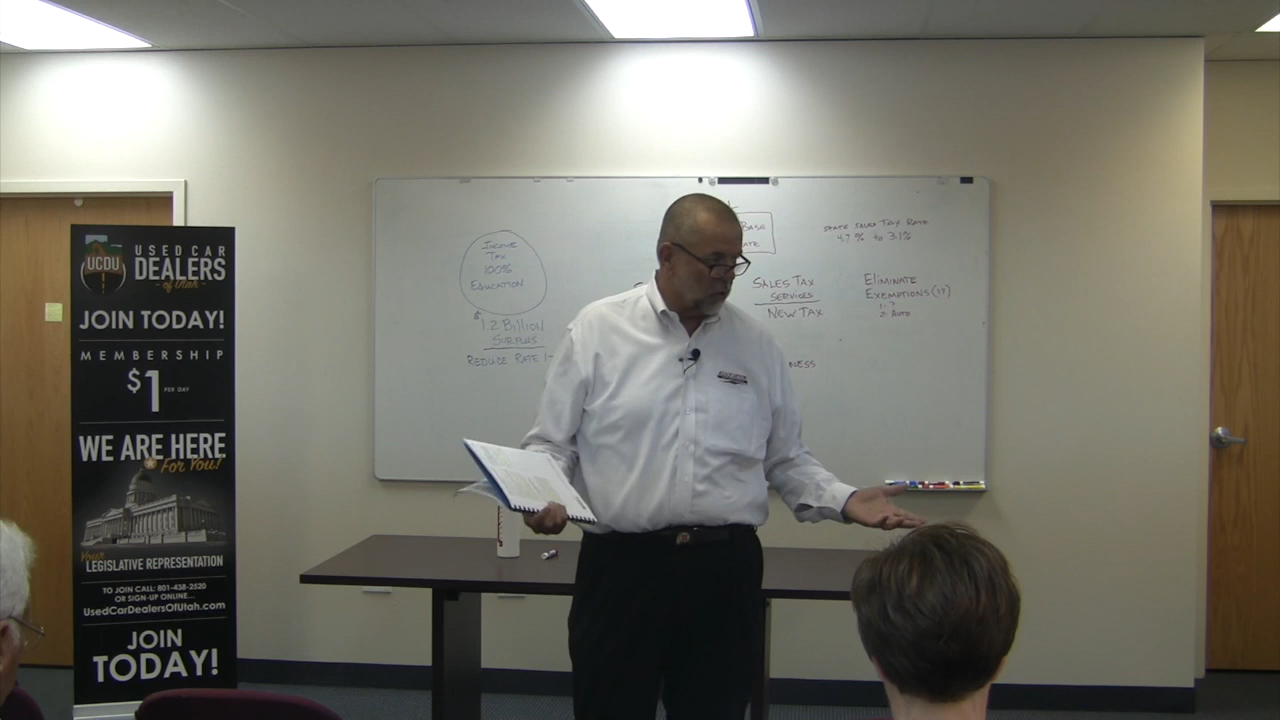 UCDU
USED CAR
DEALERS
of Utah
JOIN TODAY!
MEMBERSHIP
$1 PER DAY
WE ARE HERE
For You!
Your
LEGISLATIVE REPRESENTATION
TO JOIN CALL: 801-438-2520
OR SIGN-UP ONLINE...
UsedCarDealersOfUtah.com
JOIN
TODAY!
INCOME
TAX
100%
EDUCATION
$1.2 BILLION
SURPLUS
REDUCE RATE
BASE
SALES TAX
SERVICES
NEW TAX
STATE SALES TAX RATE
4.7% to 3.1%
ELIMINATE
EXEMPTIONS
1. ?
2. AUTO